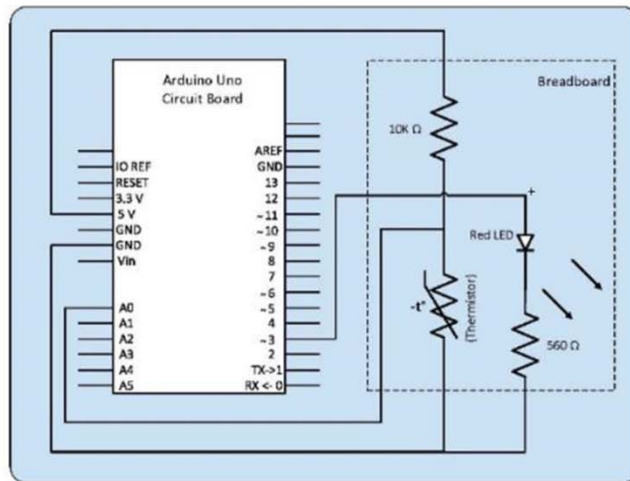 Arduino Uno
Circuit Board
Breadboard
10K Ω
AREF
IO REF
GND
RESET
13
3.3 V
12
5 V
~11
GND
~10
GND
~9
Vin
8
7
~6
A0
~5
A1
4
A2
~3
A3
2
A4
TX->1
A5
RX <- 0
+
Red LED
-t°
(Thermistor)
560 Ω